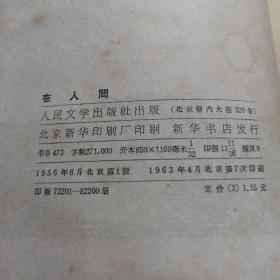 在人間
人民文学出版社出版 (北京朝內大街320号)
北京新华印刷厂印刷 新华书店发行
书号473 字数271,000 开本850×1168毫米1/32 印张11 11/16 插頁9
1956年6月北京第1版 1963年4月北京第7次印刷
印数72201—82200册 定价(3)1.15元